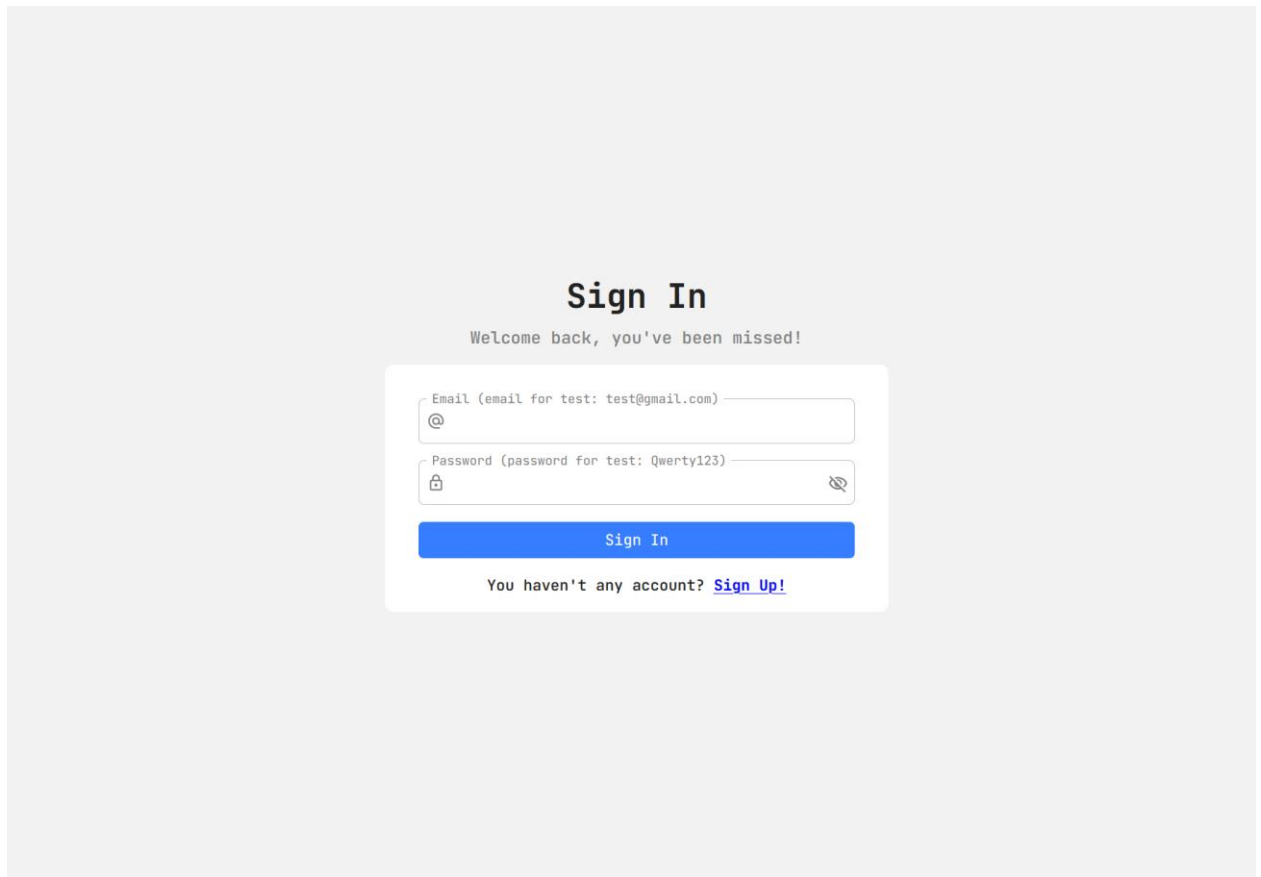 Sign In
Welcome back, you've been missed!
Email (email for test: test@gmail.com)
@
Password (password for test: Qwerty123)
Sign In
You haven't any account? Sign Up!